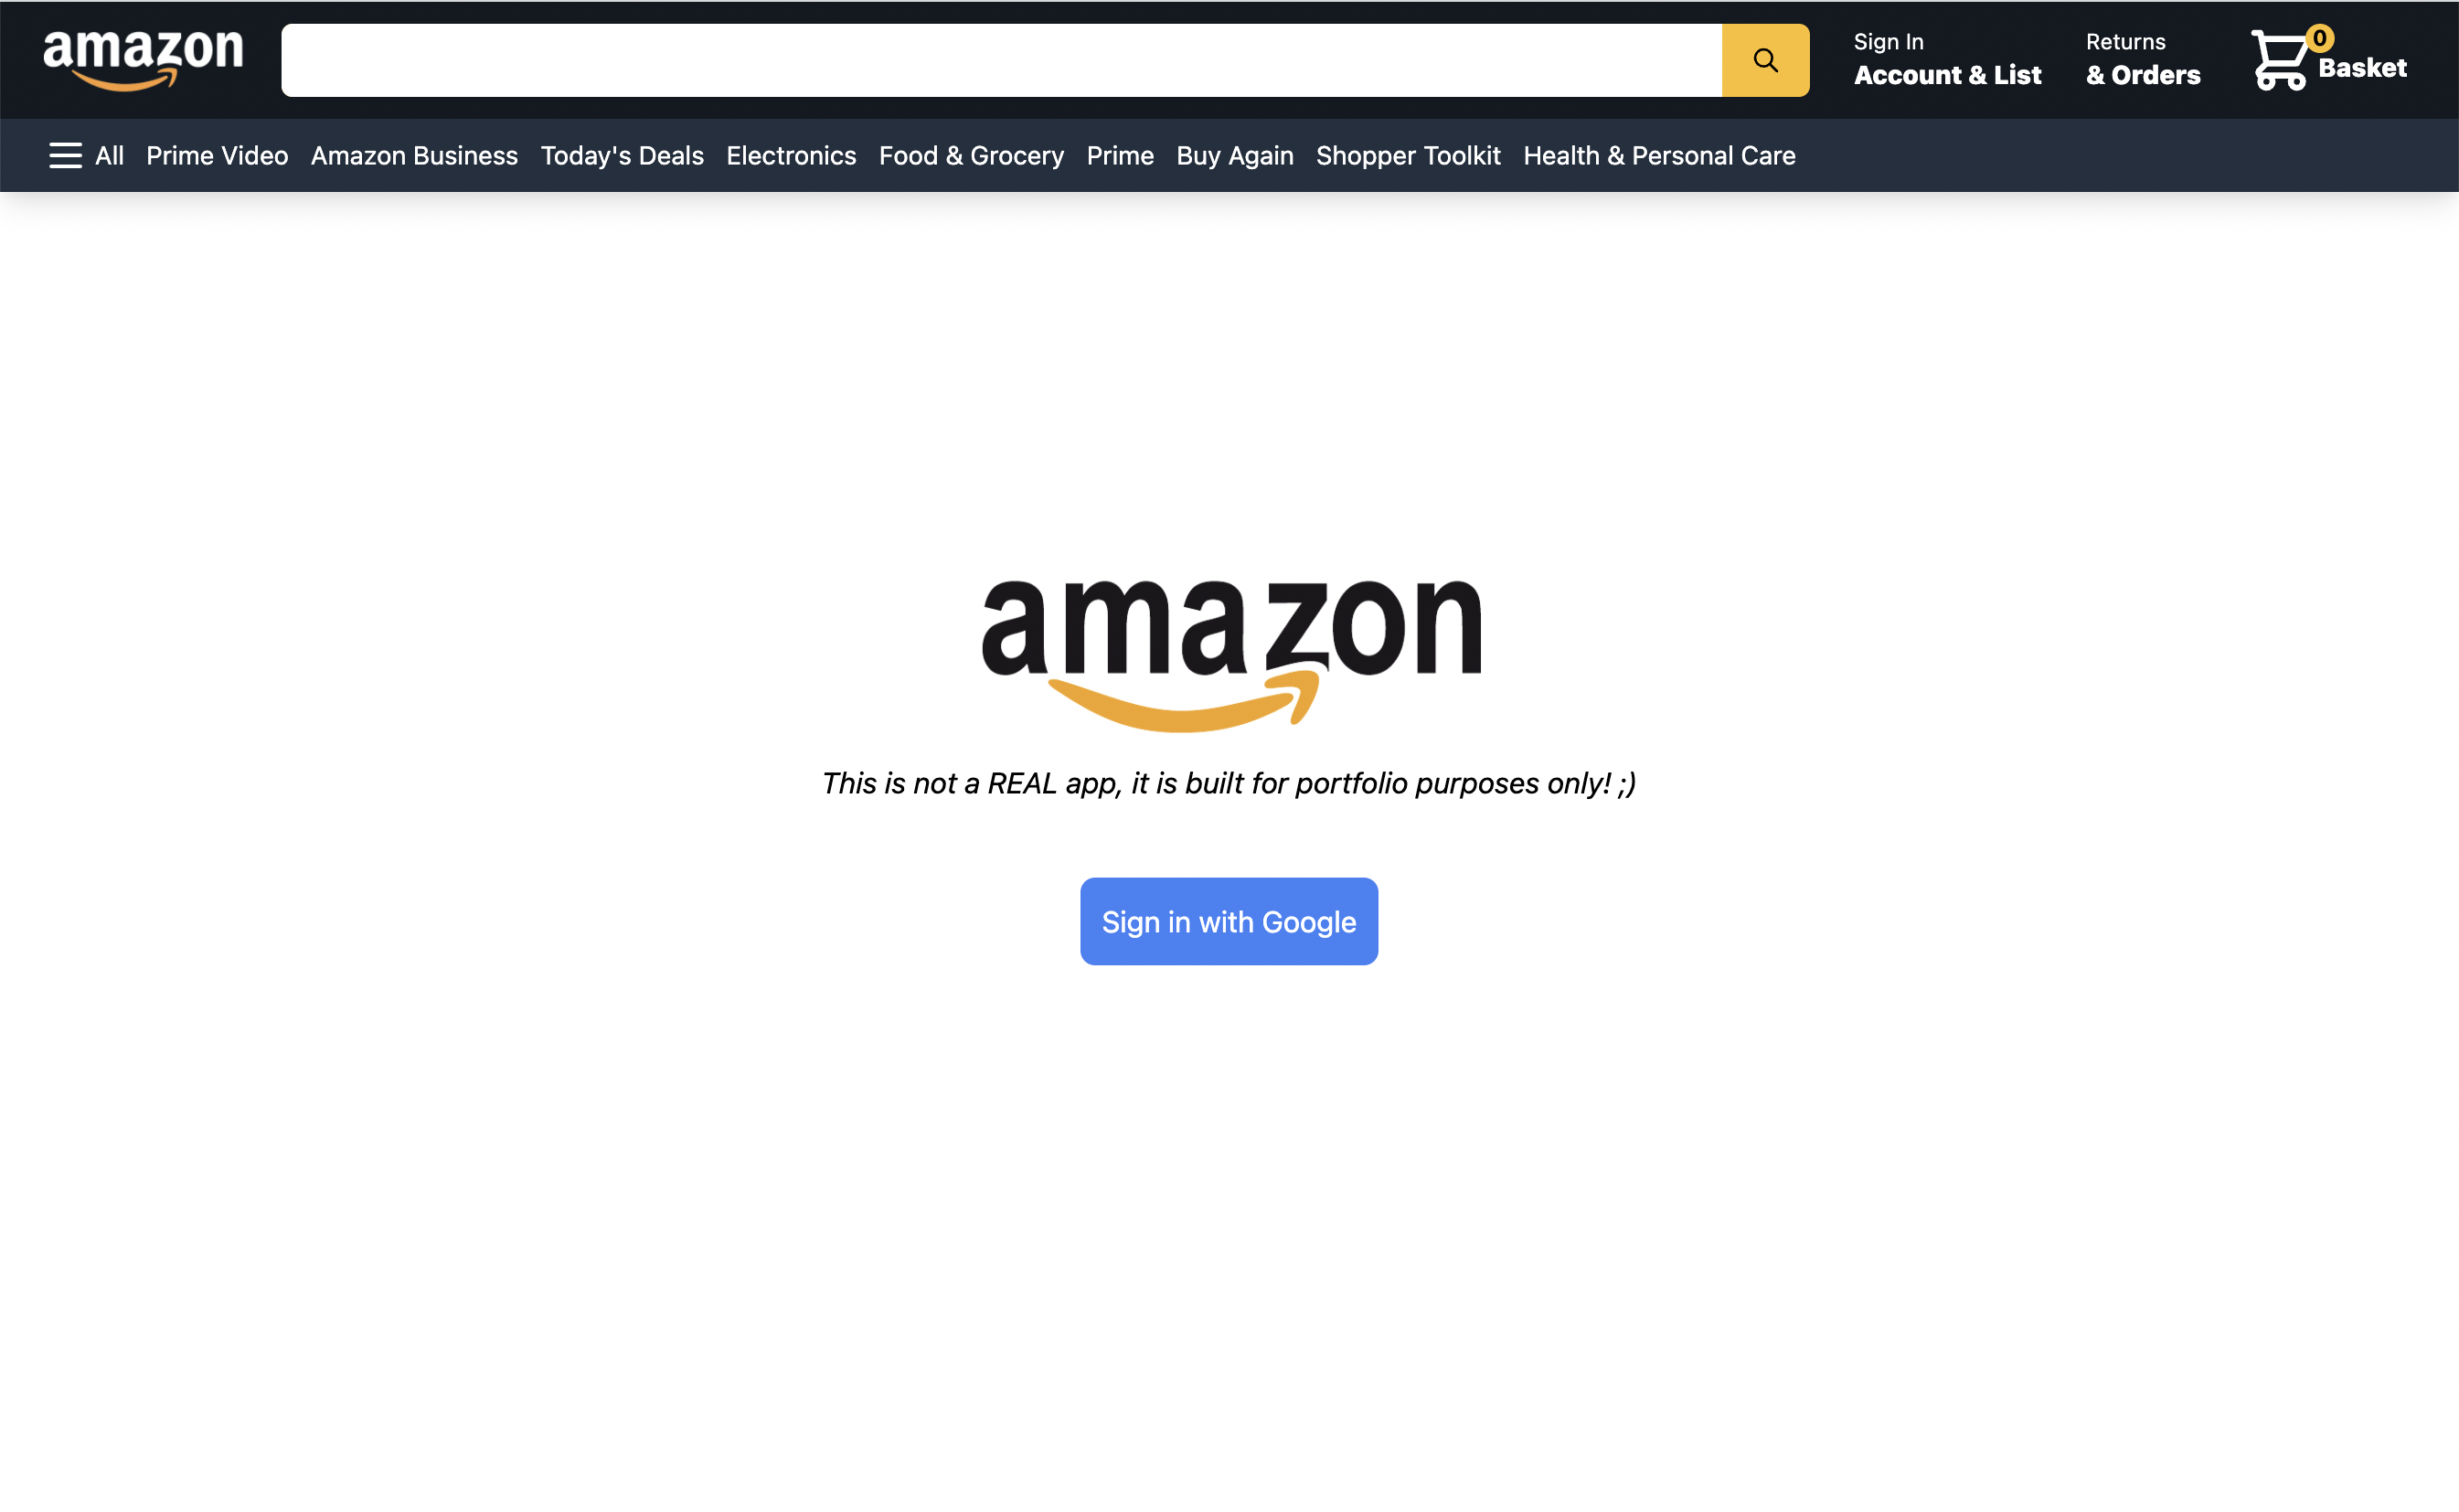 amazon
Sign In
Account & List
Returns
& Orders
0
Basket
All Prime Video Amazon Business Today's Deals Electronics Food & Grocery Prime Buy Again Shopper Toolkit Health & Personal Care
amazon
This is not a REAL app, it is built for portfolio purposes only! ;)
Sign in with Google